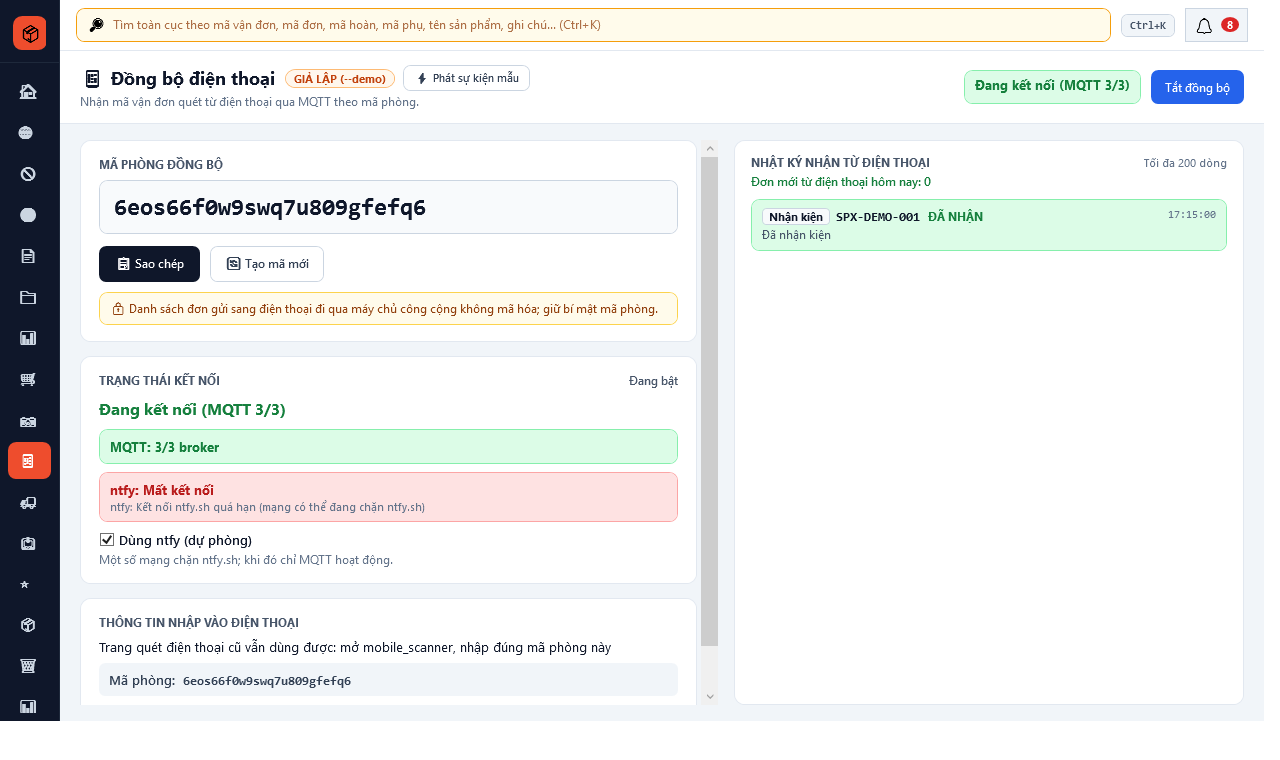 Tìm toàn cục theo mã vận đơn, mã đơn, mã hoàn, mã phụ, tên sản phẩm, ghi chú... (Ctrl+K)
Ctrl+K
8
Đồng bộ điện thoại
GIẢ LẬP (--demo)
Phát sự kiện mẫu
Nhận mã vận đơn quét từ điện thoại qua MQTT theo mã phòng.
Đang kết nối (MQTT 3/3)
Tắt đồng bộ
MÃ PHÒNG ĐỒNG BỘ
6eos66f0w9swq7u809gfefq6
Sao chép
Tạo mã mới
Danh sách đơn gửi sang điện thoại đi qua máy chủ công cộng không mã hóa; giữ bí mật mã phòng.
TRẠNG THÁI KẾT NỐI
Đang bật
Đang kết nối (MQTT 3/3)
MQTT: 3/3 broker
ntfy: Mất kết nối
ntfy: Kết nối ntfy.sh quá hạn (mạng có thể đang chặn ntfy.sh)
Dùng ntfy (dự phòng)
Một số mạng chặn ntfy.sh; khi đó chỉ MQTT hoạt động.
THÔNG TIN NHẬP VÀO ĐIỆN THOẠI
Trang quét điện thoại cũ vẫn dùng được: mở mobile_scanner, nhập đúng mã phòng này
Mã phòng: 6eos66f0w9swq7u809gfefq6
NHẬT KÝ NHẬN TỪ ĐIỆN THOẠI
Tối đa 200 dòng
Đơn mới từ điện thoại hôm nay: 0
Nhận kiện SPX-DEMO-001 ĐÃ NHẬN
17:15:00
Đã nhận kiện